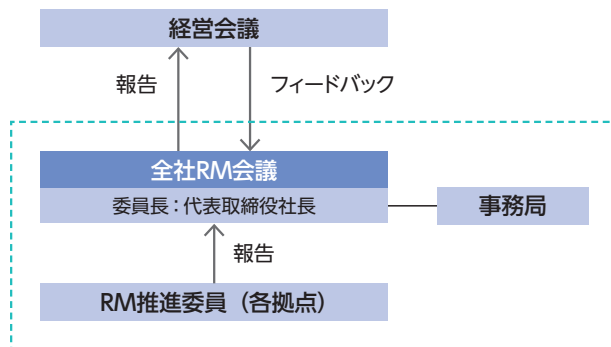 経営会議
報告
フィードバック
全社RM会議
委員長：代表取締役社長
事務局
報告
RM推進委員（各拠点）